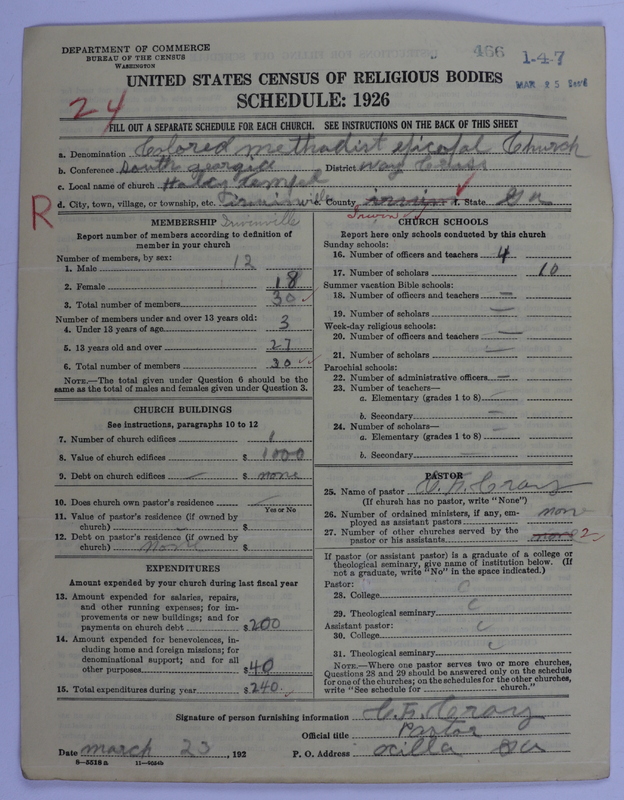 DEPARTMENT OF COMMERCE
BUREAU OF THE CENSUS
WASHINGTON
466 1-4-7
MAR 25
UNITED STATES CENSUS OF RELIGIOUS BODIES
SCHEDULE: 1926
24
FILL OUT A SEPARATE SCHEDULE FOR EACH CHURCH. SEE INSTRUCTIONS ON THE BACK OF THIS SHEET
a. Denomination Colored methodist episcopal Church
b. Conference South georgia District Way Cross
c. Local name of church
R
d. City, town, village, or township, etc. e. County f. State Ga
Irwinville Irwin
MEMBERSHIP
Report number of members according to definition of
member in your church
Number of members, by sex:
1. Male 12
2. Female 18
3. Total number of members 30
Number of members under and over 13 years old:
4. Under 13 years of age 3
5. 13 years old and over 27
6. Total number of members 30
NOTE.—The total given under Question 6 should be the
same as the total of males and females given under Question 3.
CHURCH BUILDINGS
See instructions, paragraphs 10 to 12
7. Number of church edifices 1
8. Value of church edifices $ 1000
9. Debt on church edifices — $ none
10. Does church own pastor's residence —
Yes or No
11. Value of pastor's residence (if owned by
church) $
12. Debt on pastor's residence (if owned by
church) none $
EXPENDITURES
Amount expended by your church during last fiscal year
13. Amount expended for salaries, repairs,
and other running expenses; for im-
provements or new buildings; and for
payments on church debt $ 200
14. Amount expended for benevolences, in-
cluding home and foreign missions; for
denominational support; and for all
other purposes $ 40
15. Total expenditures during year $ 240
CHURCH SCHOOLS
Report here only schools conducted by this church
Sunday schools:
16. Number of officers and teachers 4
17. Number of scholars 10
Summer vacation Bible schools:
18. Number of officers and teachers —
19. Number of scholars —
Week-day religious schools:
20. Number of officers and teachers —
21. Number of scholars —
Parochial schools:
22. Number of administrative officers —
23. Number of teachers—
a. Elementary (grades 1 to 8) —
b. Secondary —
24. Number of scholars—
a. Elementary (grades 1 to 8) —
b. Secondary —
PASTOR
25. Name of pastor C. F. Cray
(If church has no pastor, write "None")
26. Number of ordained ministers, if any, em-
ployed as assistant pastors none
27. Number of other churches served by the
pastor or his assistants none 2
If pastor (or assistant pastor) is a graduate of a college or
theological seminary, give name of institution below. (If
not a graduate, write "No" in the space indicated.)
Pastor:
28. College
29. Theological seminary
Assistant pastor:
30. College
31. Theological seminary
NOTE.—Where one pastor serves two or more churches,
Questions 28 and 29 should be answered only on the schedule
for one of the churches; on the schedules for the other churches,
write "See schedule for church."
Signature of person furnishing information C. F. Cray
Official title Pastor
Date march 23, 192 P. O. Address ocilla Ga
8—5518 a 11—9054b